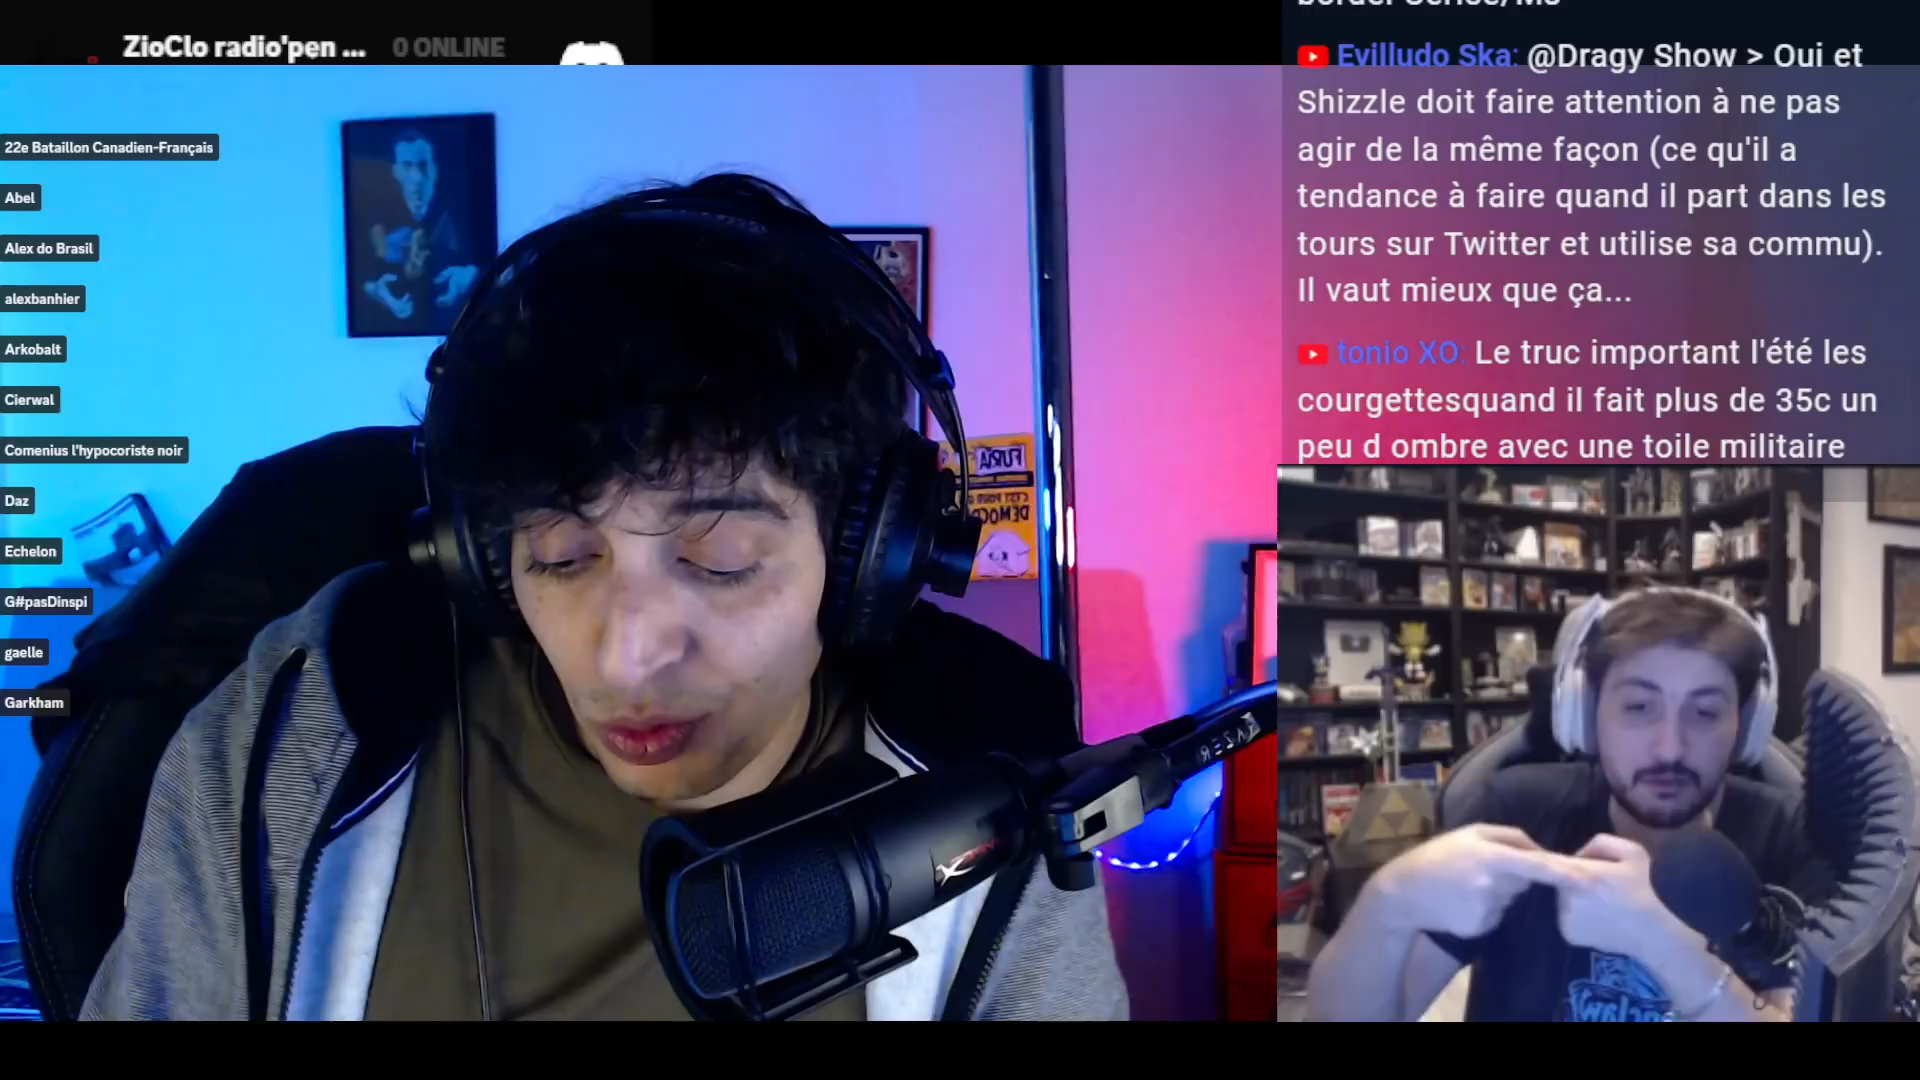 ZioClo radio'pen ...
0 ONLINE
22e Bataillon Canadien-Français
Abel
Alex do Brasil
alexbanhier
Arkobalt
Cierwal
Comenius l'hypocoriste noir
Daz
Echelon
G#pasDinspi
gaelle
Garkham
Evilludo Ska: @Dragy Show > Oui et
Shizzle doit faire attention à ne pas
agir de la même façon (ce qu'il a
tendance à faire quand il part dans les
tours sur Twitter et utilise sa commu).
Il vaut mieux que ça...
tonio XO: Le truc important l'été les
courgettesquand il fait plus de 35c un
peu d ombre avec une toile militaire
FURIA
RAZER